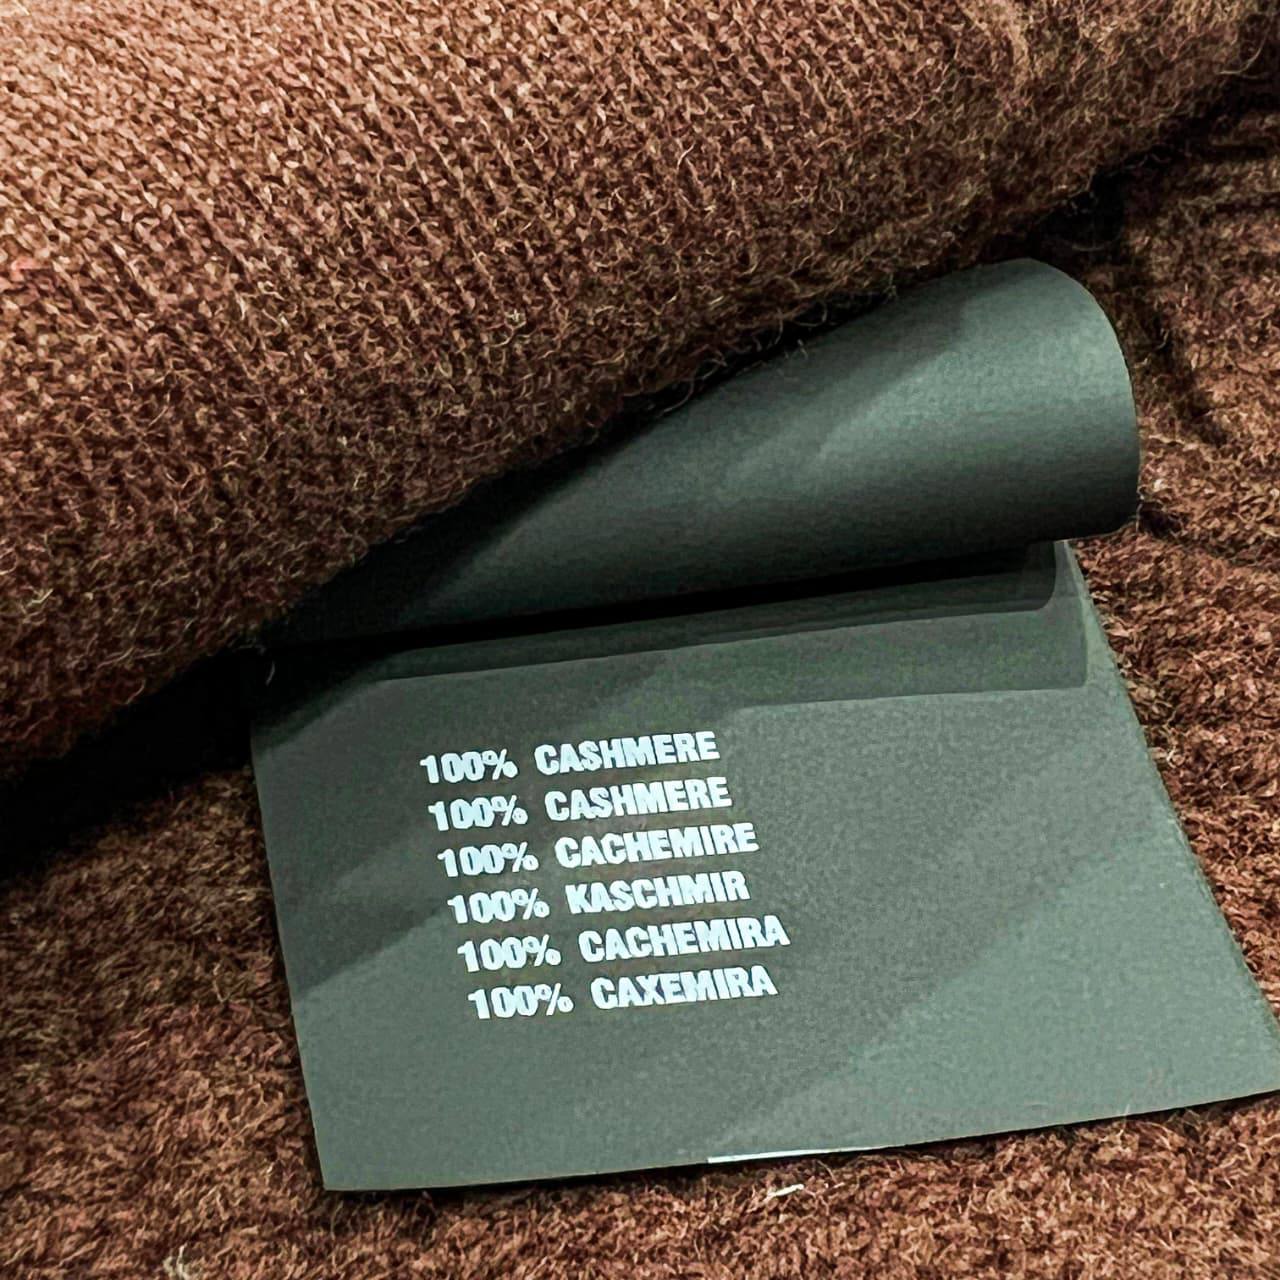 100% CASHMERE
100% CASHMERE
100% CACHEMIRE
100% KASCHMIR
100% CACHEMIRA
100% CAXEMIRA